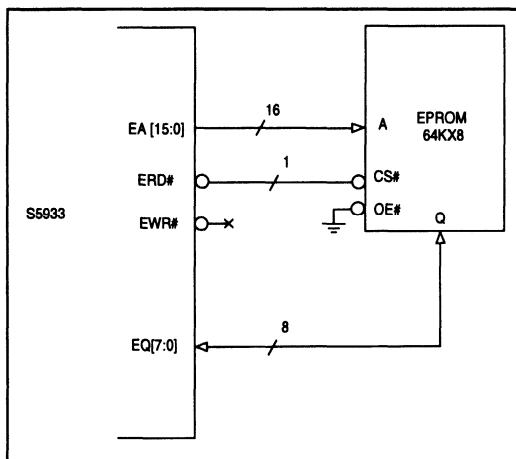 16
EA [15:0]
A
EPROM
64KX8
1
ERD#
CS#
OE#
S5933
EWR#
Q
8
EQ[7:0]